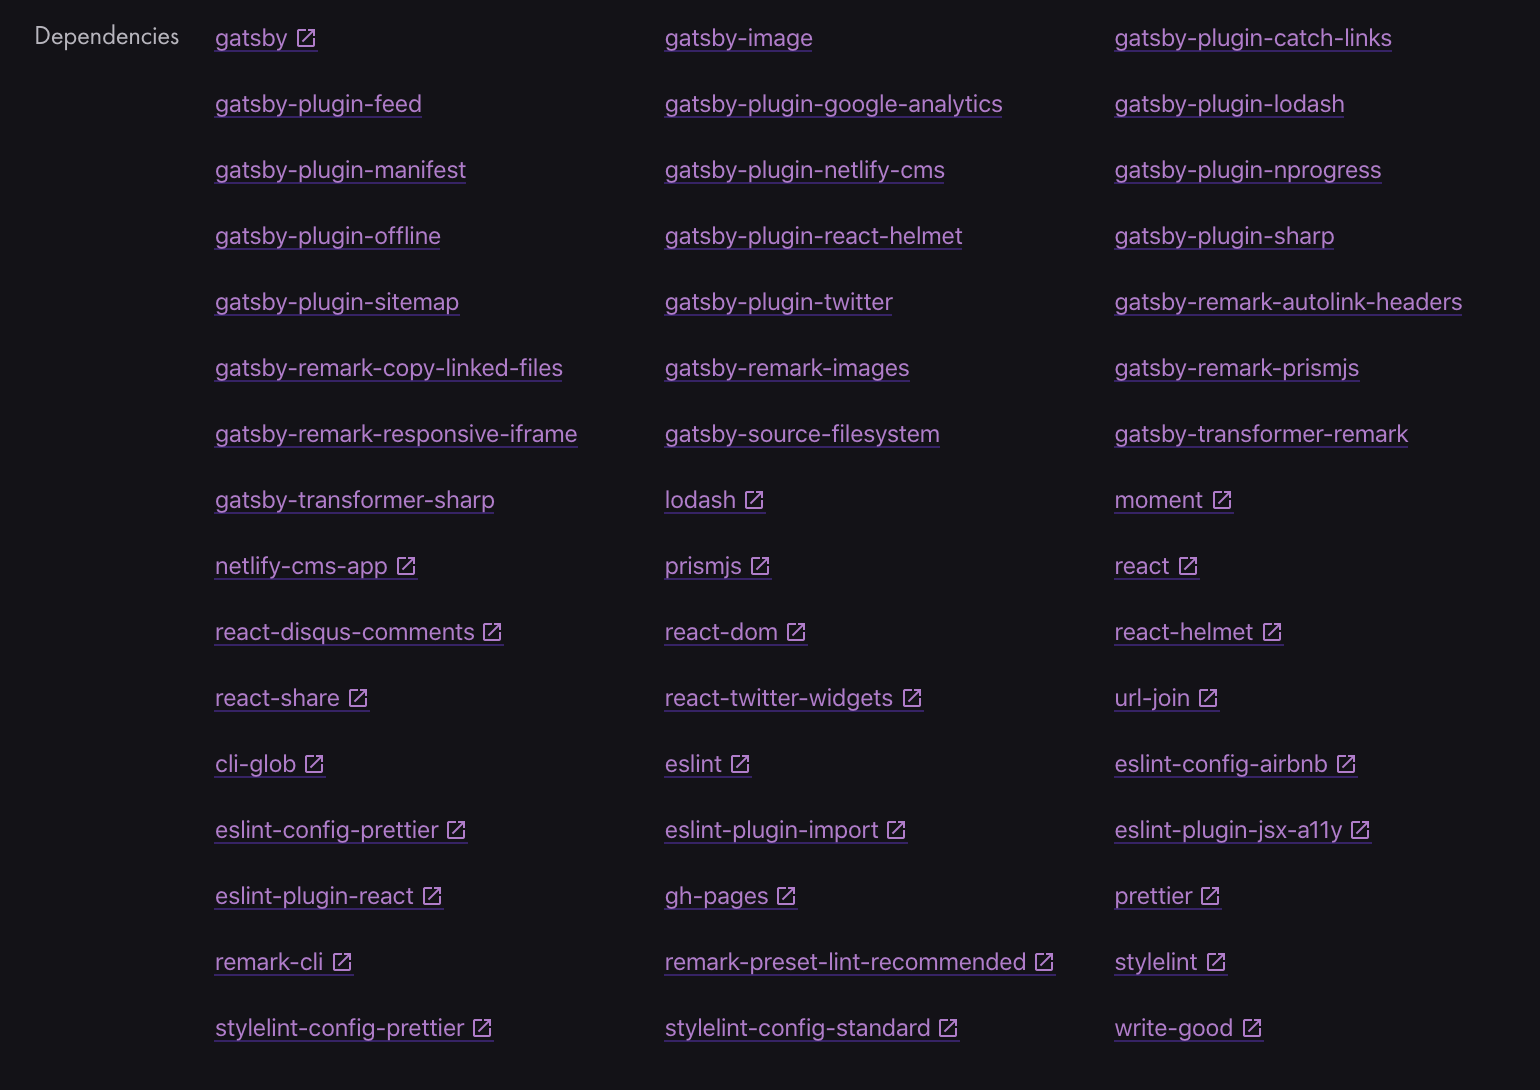 Dependencies gatsby gatsby-image gatsby-plugin-catch-links
gatsby-plugin-feed gatsby-plugin-google-analytics gatsby-plugin-lodash
gatsby-plugin-manifest gatsby-plugin-netlify-cms gatsby-plugin-nprogress
gatsby-plugin-offline gatsby-plugin-react-helmet gatsby-plugin-sharp
gatsby-plugin-sitemap gatsby-plugin-twitter gatsby-remark-autolink-headers
gatsby-remark-copy-linked-files gatsby-remark-images gatsby-remark-prismjs
gatsby-remark-responsive-iframe gatsby-source-filesystem gatsby-transformer-remark
gatsby-transformer-sharp lodash moment
netlify-cms-app prismjs react
react-disqus-comments react-dom react-helmet
react-share react-twitter-widgets url-join
cli-glob eslint eslint-config-airbnb
eslint-config-prettier eslint-plugin-import eslint-plugin-jsx-a11y
eslint-plugin-react gh-pages prettier
remark-cli remark-preset-lint-recommended stylelint
stylelint-config-prettier stylelint-config-standard write-good